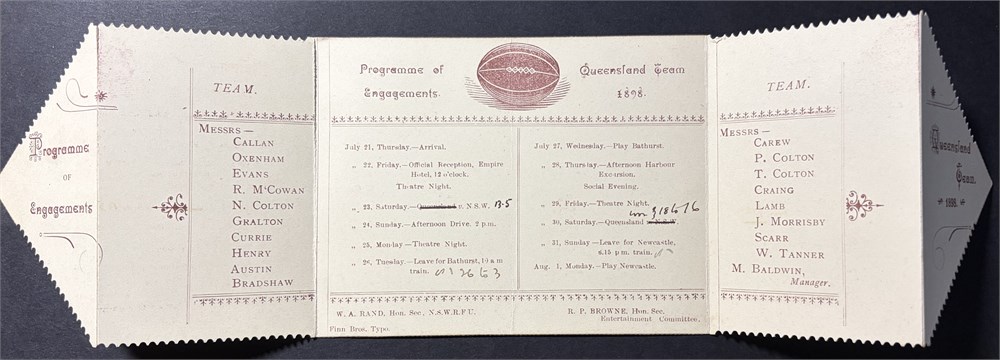 Programme
OF
Engagements
TEAM.
MESSRS —
CALLAN
OXENHAM
EVANS
R. M'COWAN
N. COLTON
GRALTON
CURRIE
HENRY
AUSTIN
BRADSHAW
Programme of Queensland Team
Engagements. 1898.
July 21, Thursday.—Arrival.
„ 22, Friday.—Official Reception, Empire
Hotel, 12 o'clock.
Theatre Night.
„ 23, Saturday.—Queensland v. N.S.W. 13-5
„ 24, Sunday.—Afternoon Drive. 2 p.m.
„ 25, Monday—Theatre Night.
„ 26, Tuesday.—Leave for Bathurst, 10 a m
train.
July 27, Wednesday.—Play Bathurst.
„ 28, Thursday.—Afternoon Harbour
Excursion.
Social Evening.
„ 29, Friday.—Theatre Night.
„ 30, Saturday.—Queensland v. N.S.W.
„ 31, Sunday—Leave for Newcastle,
6.15 p.m. train.
Aug. 1, Monday.—Play Newcastle.
W. A. RAND, Hon. Sec, N.S.W.R.F U.
R. P. BROWNE, Hon. Sec.
Entertainment Committee.
Finn Bros. Typo.
TEAM.
MESSRS —
CAREW
P. COLTON
T. COLTON
CRAING
LAMB
J. MORRISBY
SCARR
W. TANNER
M. BALDWIN,
Manager.
Queensland
Team.
1898.